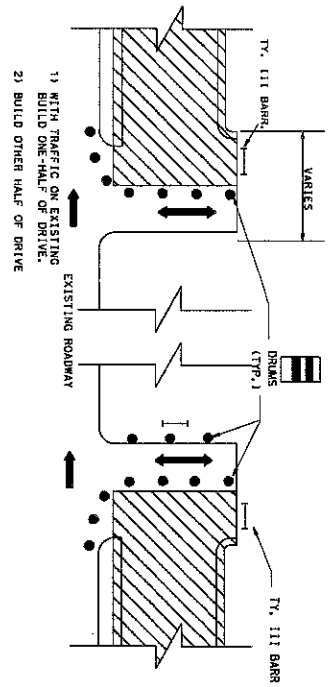 TY. III BARR.
VARIES
DRUMS
(TYP.)
TY. III BARR
EXISTING ROADWAY
1) WITH TRAFFIC ON EXISTING
BUILD ONE-HALF OF DRIVE.
2) BUILD OTHER HALF OF DRIVE